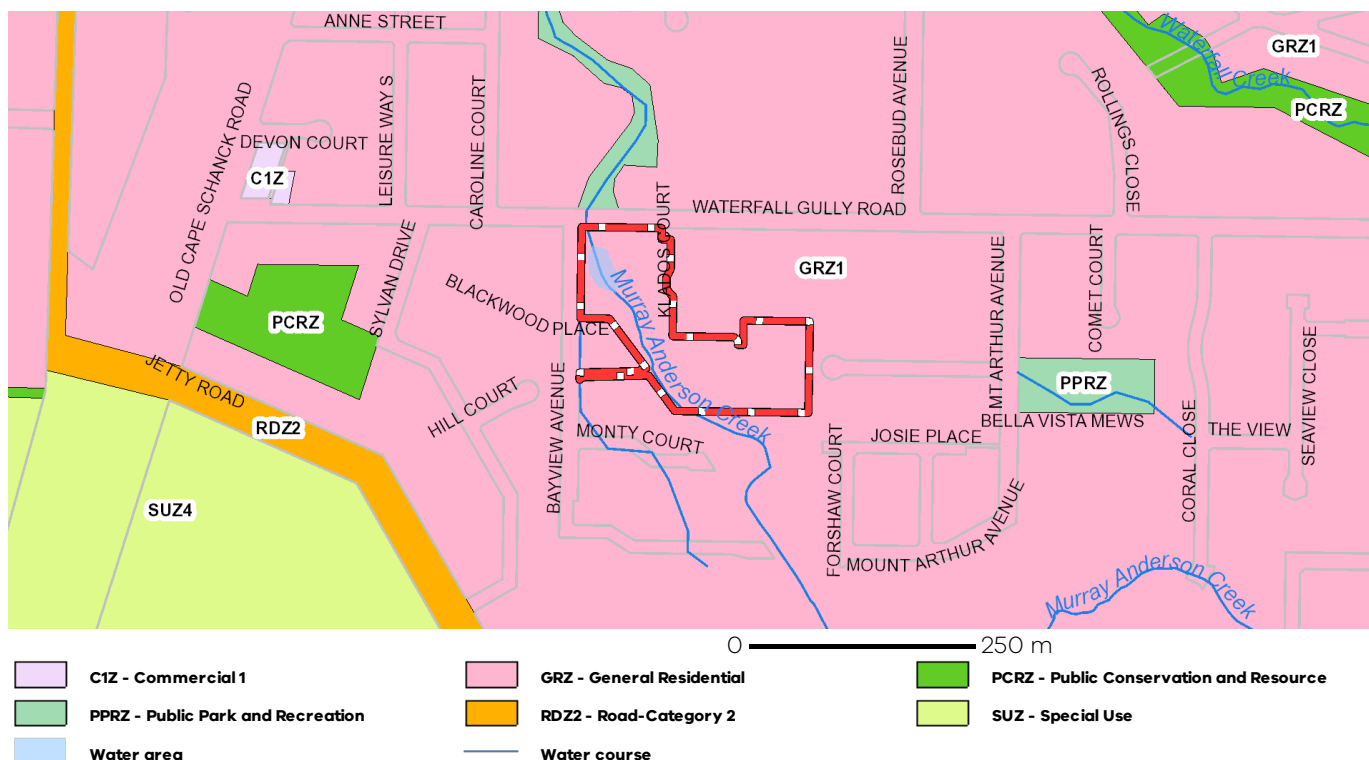 ANNE STREET
Waterfall Creek
GRZ1
PCRZ
ROLLINGS CLOSE
ROSEBUD AVENUE
OLD CAPE SCHANCK ROAD
DEVON COURT
LEISURE WAY S
CAROLINE COURT
C1Z
WATERFALL GULLY ROAD
KLADOS COURT
GRZ1
MT ARTHUR AVENUE
COMET COURT
SYLVAN DRIVE
BLACKWOOD PLACE
PCRZ
Murray Anderson Creek
JETTY ROAD
RDZ2
HILL COURT
BAYVIEW AVENUE
MONTY COURT
PPRZ
BELLA VISTA MEWS
JOSIE PLACE
FORSHAW COURT
MOUNT ARTHUR AVENUE
CORAL CLOSE
THE VIEW
SEAVIEW CLOSE
SUZ4
Murray Anderson Creek
0 250 m
C1Z - Commercial 1
GRZ - General Residential
PCRZ - Public Conservation and Resource
PPRZ - Public Park and Recreation
RDZ2 - Road-Category 2
SUZ - Special Use
Water area
Water course